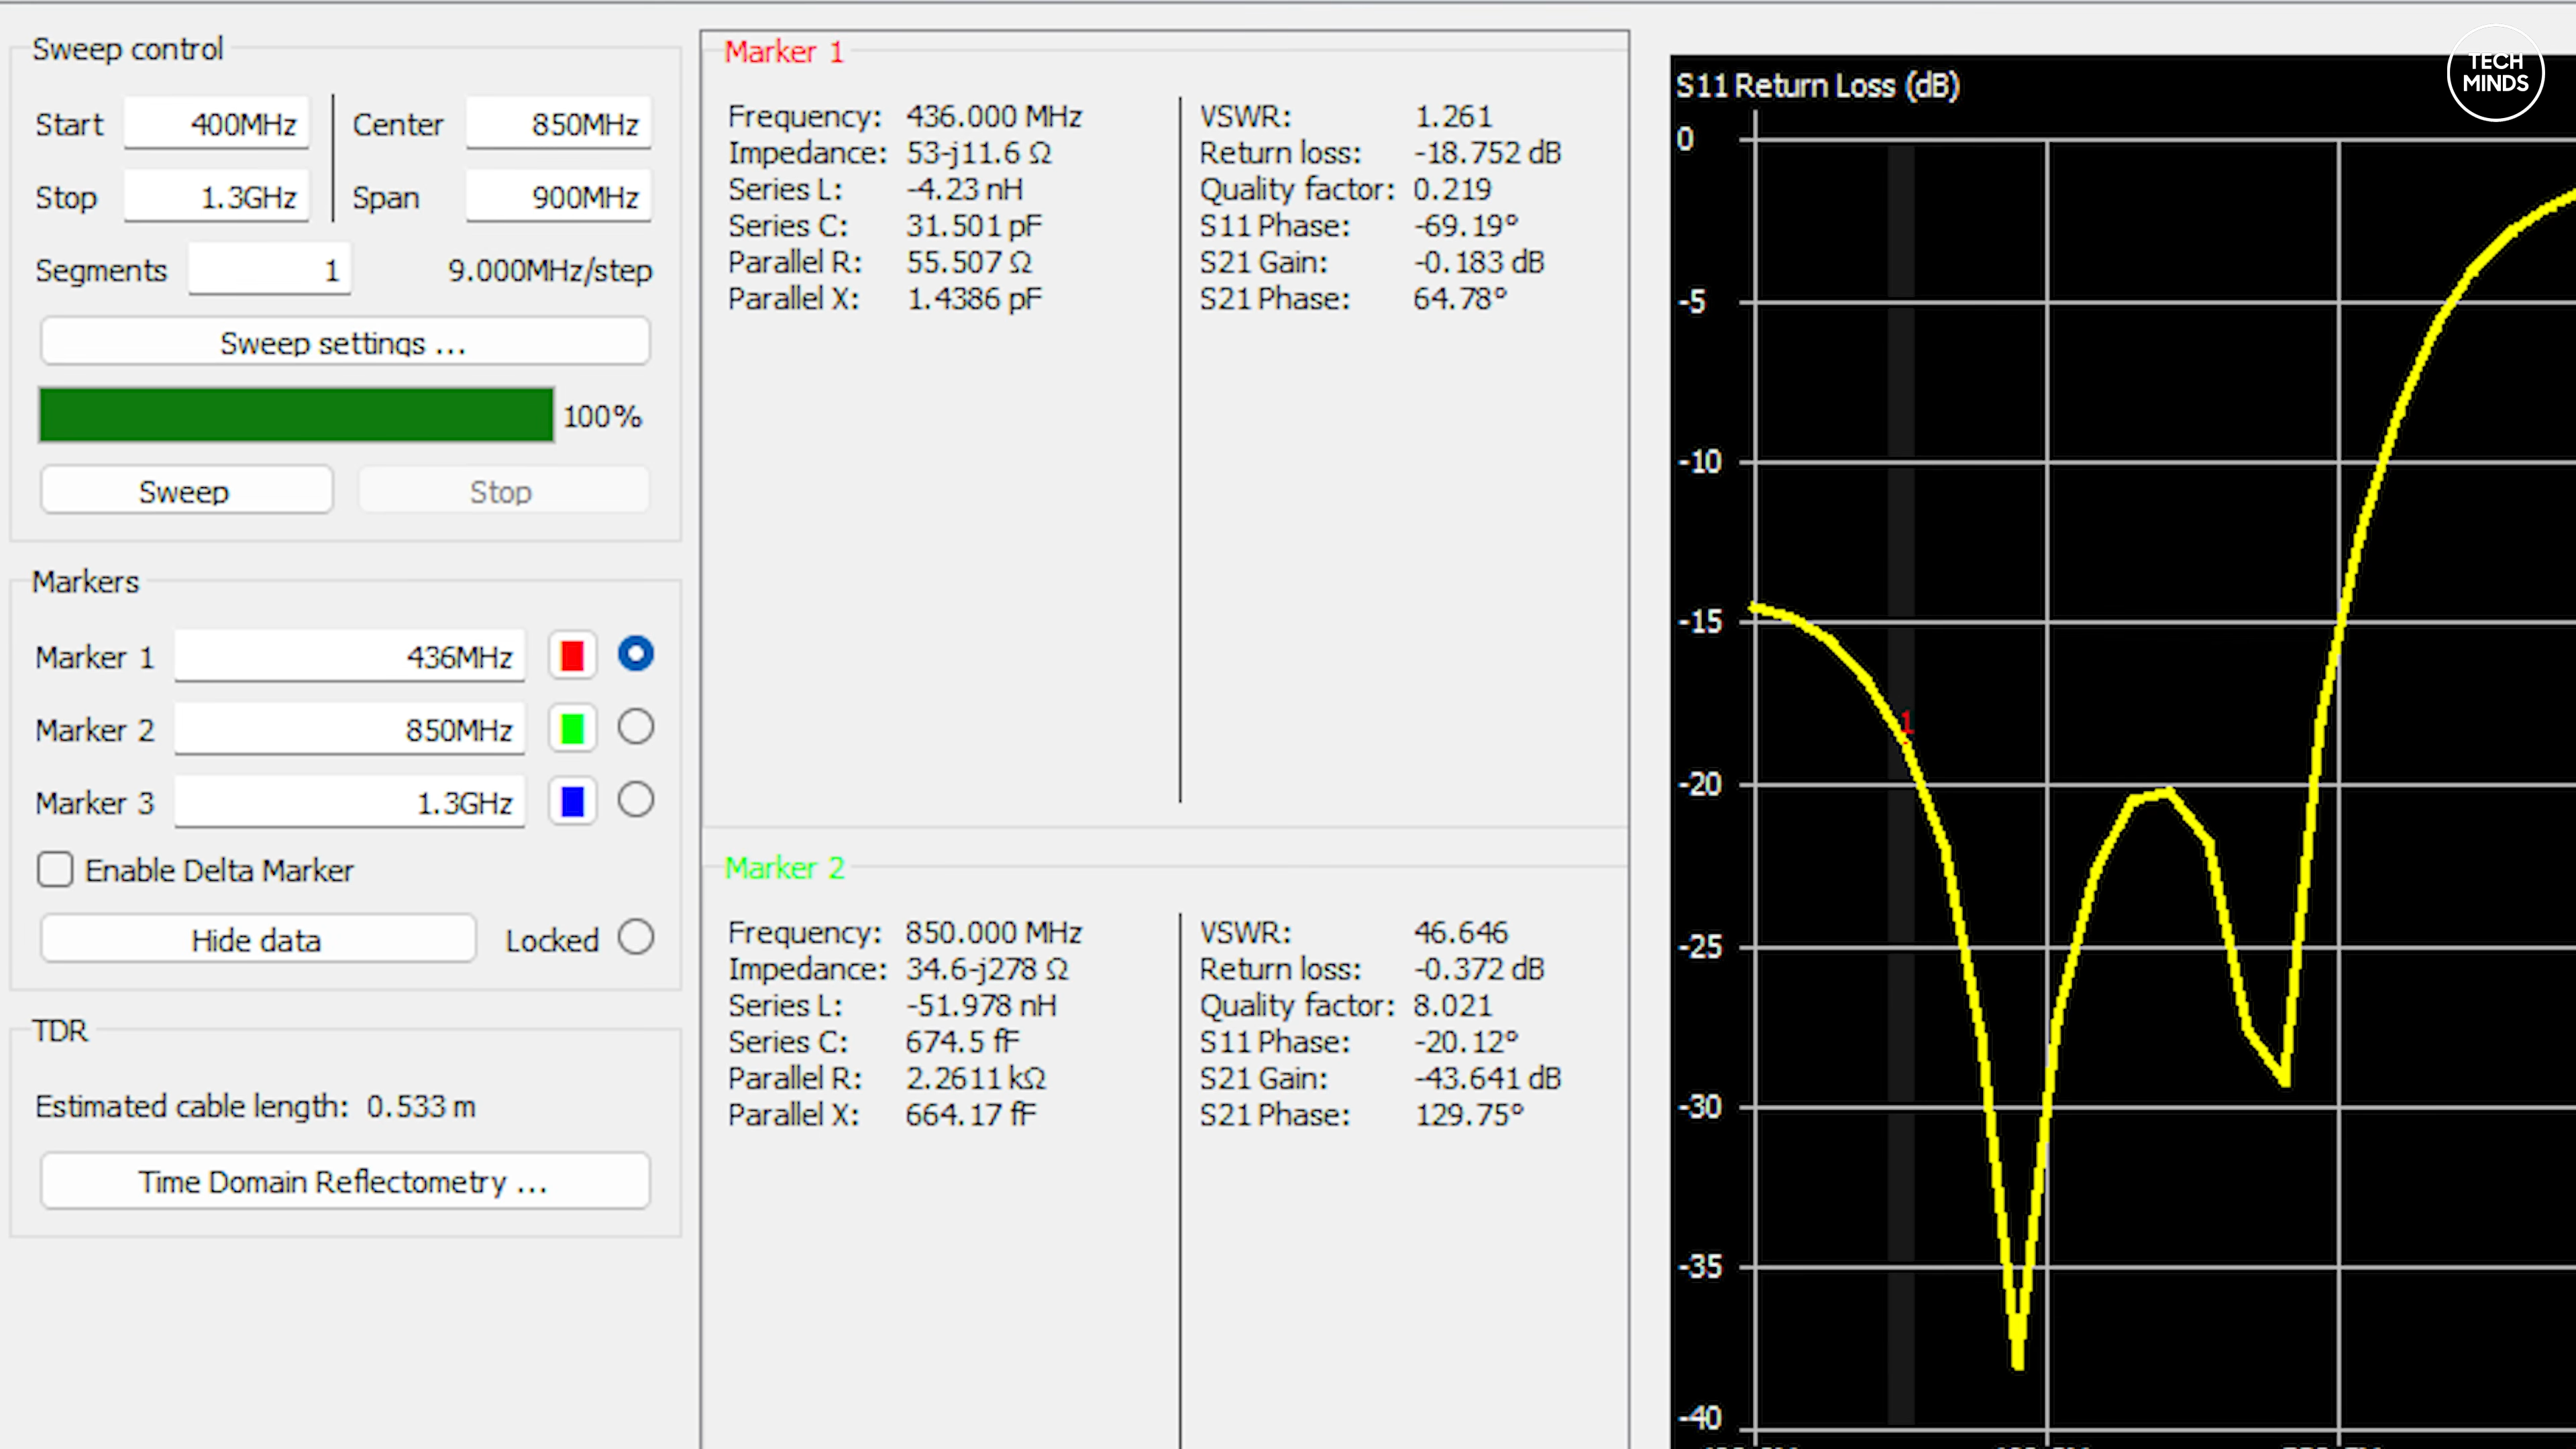 Sweep control
Start 400MHz Center 850MHz
Stop 1.3GHz Span 900MHz
Segments 1 9.000MHz/step
Sweep settings ...
100%
Sweep Stop
Markers
Marker 1 436MHz
Marker 2 850MHz
Marker 3 1.3GHz
Enable Delta Marker
Hide data Locked
TDR
Estimated cable length: 0.533 m
Time Domain Reflectometry ...
Marker 1
Frequency: 436.000 MHz
Impedance: 53-j11.6 Ω
Series L: -4.23 nH
Series C: 31.501 pF
Parallel R: 55.507 Ω
Parallel X: 1.4386 pF
VSWR: 1.261
Return loss: -18.752 dB
Quality factor: 0.219
S11 Phase: -69.19°
S21 Gain: -0.183 dB
S21 Phase: 64.78°
Marker 2
Frequency: 850.000 MHz
Impedance: 34.6-j278 Ω
Series L: -51.978 nH
Series C: 674.5 fF
Parallel R: 2.2611 kΩ
Parallel X: 664.17 fF
VSWR: 46.646
Return loss: -0.372 dB
Quality factor: 8.021
S11 Phase: -20.12°
S21 Gain: -43.641 dB
S21 Phase: 129.75°
S11 Return Loss (dB)
TECH
MINDS
0
-5
-10
-15
1
-20
-25
-30
-35
-40